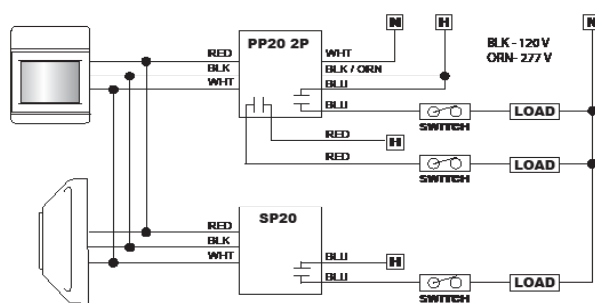 N
H
N
PP20 2P
RED
WHT
BLK - 120 V
ORN- 277 V
BLK
BLK / ORN
WHT
BLU
BLU
SWITCH
LOAD
RED
H
RED
SWITCH
LOAD
SP20
RED
BLK
WHT
BLU
H
BLU
SWITCH
LOAD